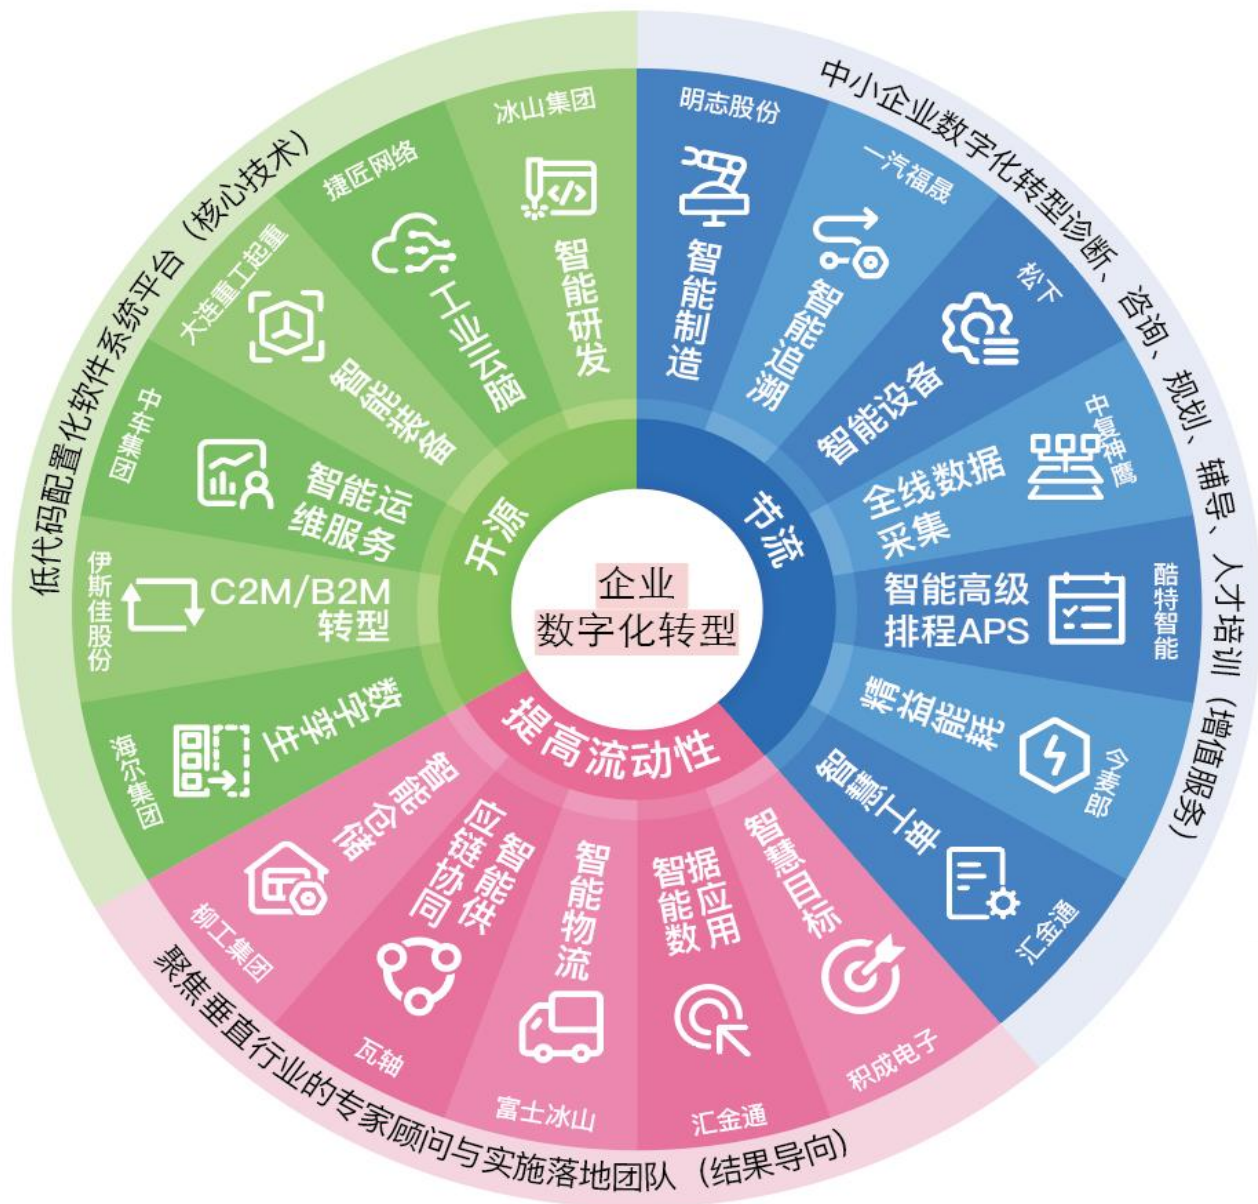 企业
数字化转型
节流
中小企业数字化转型诊断、咨询、规划、辅导、人才培训（增值服务）
明志股份
智能制造
一汽福晟
智能追溯
松下
智能设备
中复神鹰
全线数据
采集
酷特智能
智能高级
排程APS
今麦郎
精益能耗
汇金通
智慧工单
提高流动性
聚焦垂直行业的专家顾问与实施落地团队（结果导向）
积成电子
智慧目标
汇金通
智能数
据应用
富士冰山
智能物流
瓦轴
智能供
应链协同
柳工集团
智能仓储
开源
低代码配置化软件系统平台（核心技术）
海尔集团
数字孪生
伊斯佳股份
C2M/B2M
转型
中车集团
智能运
维服务
大连重工起重
智能装备
捷匠网络
工业云脑
冰山集团
智能研发